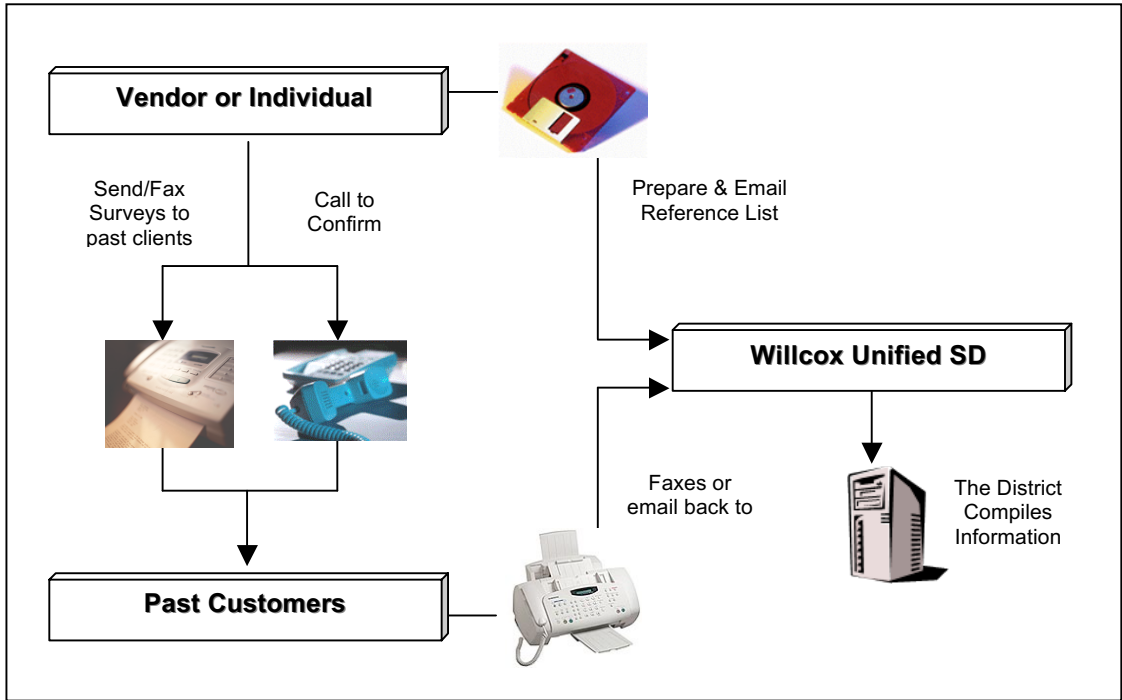 Vendor or Individual
Send/Fax
Surveys to
past clients
Call to
Confirm
Prepare & Email
Reference List
Willcox Unified SD
Faxes or
email back to
The District
Compiles
Information
Past Customers